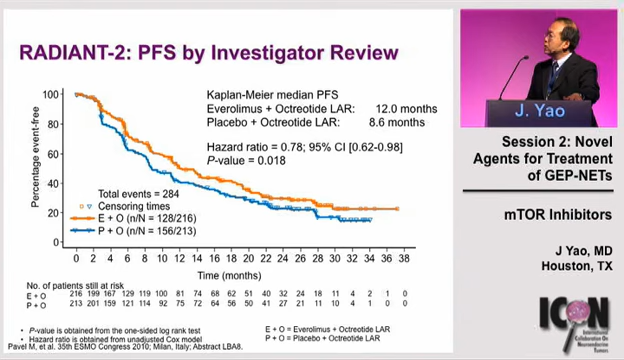 RADIANT-2: PFS by Investigator Review
Kaplan-Meier median PFS
Everolimus + Octreotide LAR: 12.0 months
Placebo + Octreotide LAR: 8.6 months
Hazard ratio = 0.78; 95% CI [0.62-0.98]
P-value = 0.018
Percentage event-free
100
80
60
40
20
0
Total events = 284
Censoring times
E + O (n/N = 128/216)
P + O (n/N = 156/213)
0 2 4 6 8 10 12 14 16 18 20 22 24 26 28 30 32 34 36 38
Time (months)
No. of patients still at risk
E + O 216 199 167 129 119 100 81 74 68 62 51 40 32 24 18 11 4 2 1 0
P + O 213 201 159 121 114 92 75 72 64 56 50 41 27 21 11 10 4 1 0 0
• P-value is obtained from the one-sided log rank test
• Hazard ratio is obtained from unadjusted Cox model
E + O = Everolimus + Octreotide LAR
P + O = Placebo + Octreotide LAR
Pavel M, et al. 35th ESMO Congress 2010; Milan, Italy; Abstract LBA8.
J. Yao
Session 2: Novel
Agents for Treatment
of GEP-NETs
mTOR Inhibitors
J Yao, MD
Houston, TX
ICON
International
Collaboration On
Neuroendocrine
Tumors